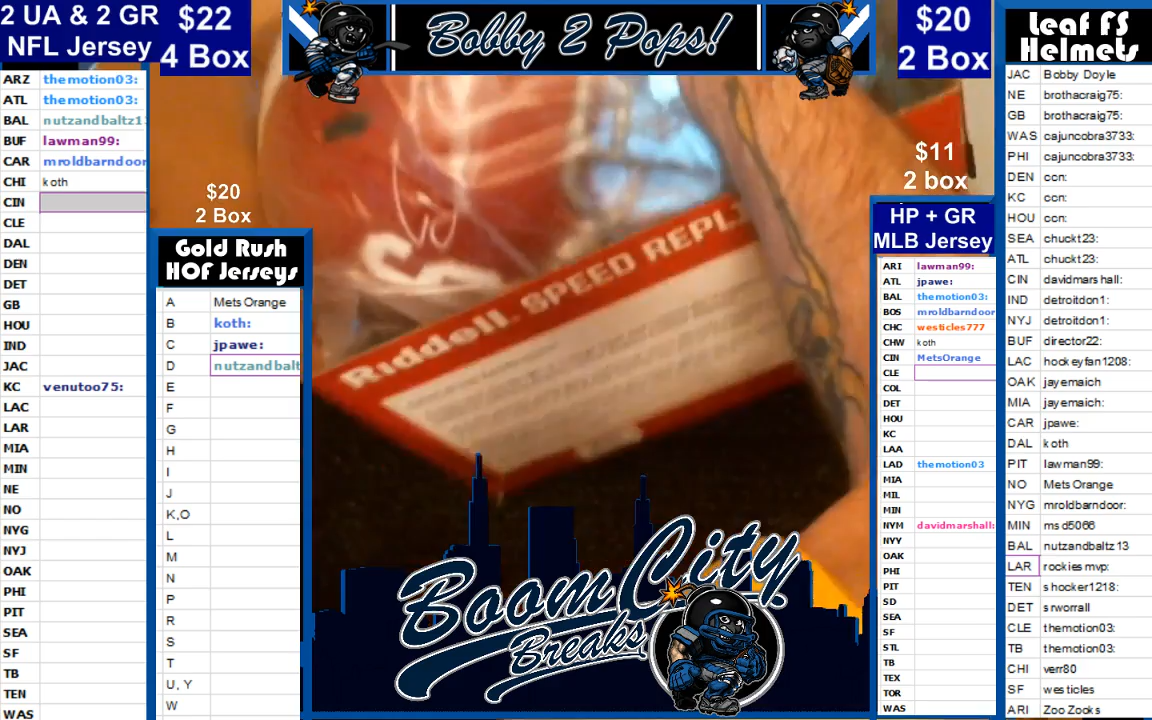 2 UA & 2 GR
NFL Jersey
$22
4 Box
ARZ themotion03:
ATL themotion03:
BAL nutzandbaltz1
BUF lawman99:
CAR mroldbarndoor
CHI koth
CIN
CLE
DAL
DEN
DET
GB
HOU
IND
JAC
KC venutoo75:
LAC
LAR
MIA
MIN
NE
NO
NYG
NYJ
OAK
PHI
PIT
SEA
SF
TB
TEN
WAS
$20
2 Box
Gold Rush
HOF Jerseys
A Mets Orange
B koth:
C jpawe:
D nutzandbalt
E
F
G
H
I
J
K,O
L
M
N
P
R
S
T
U, Y
W
Bobby 2 Pops!
Riddell SPEED REPL
Boom City
Breaks
$20
2 Box
$11
2 box
HP + GR
MLB Jersey
ARI lawman99:
ATL jpawe:
BAL themotion03:
BOS mroldbarndoor
CHC westicles777
CHW koth
CIN MetsOrange
CLE
COL
DET
HOU
KC
LAA
LAD themotion03
MIA
MIL
MIN
NYM davidmarshall:
NYY
OAK
PHI
PIT
SD
SEA
SF
STL
TB
TEX
TOR
WAS
Leaf FS
Helmets
JAC Bobby Doyle
NE brothacraig75:
GB brothacraig75:
WAS cajuncobra3733:
PHI cajuncobra3733:
DEN ccn:
KC ccn:
HOU ccn:
SEA chuckt23:
ATL chuckt23:
CIN davidmarshall:
IND detroitdon1:
NYJ detroitdon1:
BUF director22:
LAC hockeyfan1208:
OAK jayemaich
MIA jayemaich:
CAR jpawe:
DAL koth
PIT lawman99:
NO Mets Orange
NYG mroldbarndoor:
MIN msd5066
BAL nutzandbaltz13
LAR rockies mvp:
TEN shocker1218:
DET srworrall
CLE themotion03:
TB themotion03:
CHI verr80
SF westicles
ARI Zoo Zooks